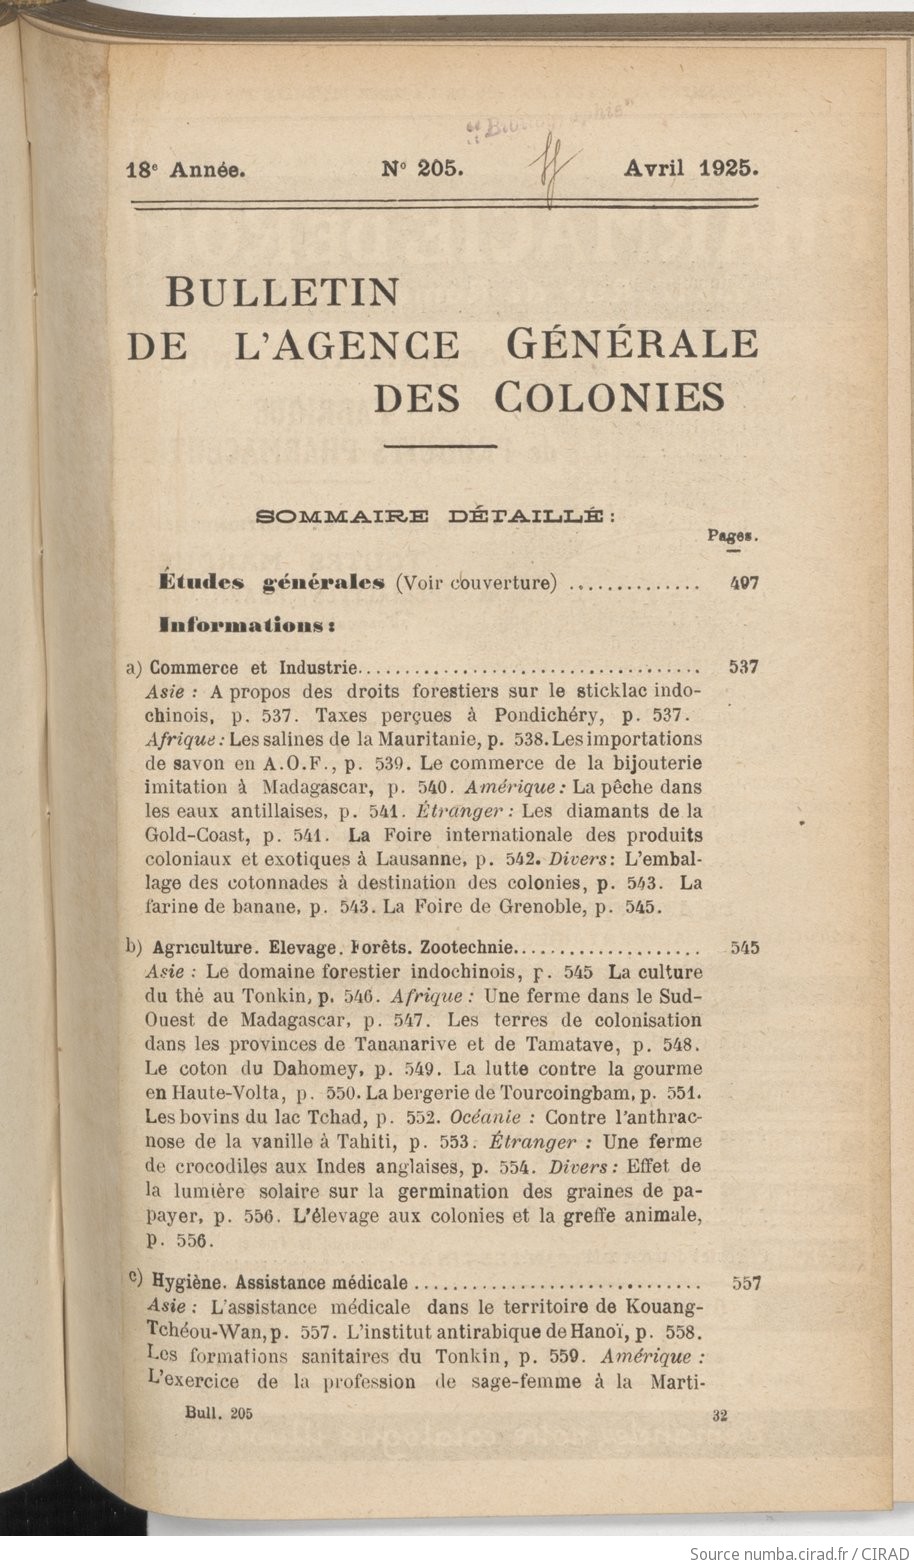 "Bibliographie"
18e Année. N° 205. Avril 1925.
BULLETIN
DE L'AGENCE GÉNÉRALE
DES COLONIES
SOMMAIRE DÉTAILLÉ :
Pages.
Études générales (Voir couverture) .............. 497
Informations :
a) Commerce et Industrie..................................... 537
Asie : A propos des droits forestiers sur le sticklac indo-
chinois, p. 537. Taxes perçues à Pondichéry, p. 537.
Afrique : Les salines de la Mauritanie, p. 538. Les importations
de savon en A.O.F., p. 539. Le commerce de la bijouterie
imitation à Madagascar, p. 540. Amérique : La pêche dans
les eaux antillaises, p. 541. Étranger : Les diamants de la
Gold-Coast, p. 541. La Foire internationale des produits
coloniaux et exotiques à Lausanne, p. 542. Divers : L'embal-
lage des cotonnades à destination des colonies, p. 543. La
farine de banane, p. 543. La Foire de Grenoble, p. 545.
b) Agriculture. Elevage. Forêts. Zootechnie.................... 545
Asie : Le domaine forestier indochinois, p. 545 La culture
du thé au Tonkin, p. 546. Afrique : Une ferme dans le Sud-
Ouest de Madagascar, p. 547. Les terres de colonisation
dans les provinces de Tananarive et de Tamatave, p. 548.
Le coton du Dahomey, p. 549. La lutte contre la gourme
en Haute-Volta, p. 550. La bergerie de Tourcoingbam, p. 551.
Les bovins du lac Tchad, p. 552. Océanie : Contre l'anthrac-
nose de la vanille à Tahiti, p. 553. Étranger : Une ferme
de crocodiles aux Indes anglaises, p. 554. Divers : Effet de
la lumière solaire sur la germination des graines de pa-
payer, p. 556. L'élevage aux colonies et la greffe animale,
p. 556.
c) Hygiène. Assistance médicale .............................. 557
Asie : L'assistance médicale dans le territoire de Kouang-
Tchéou-Wan, p. 557. L'institut antirabique de Hanoï, p. 558.
Les formations sanitaires du Tonkin, p. 559. Amérique :
L'exercice de la profession de sage-femme à la Marti-
Bull. 205 32
Source numba.cirad.fr / CIRAD